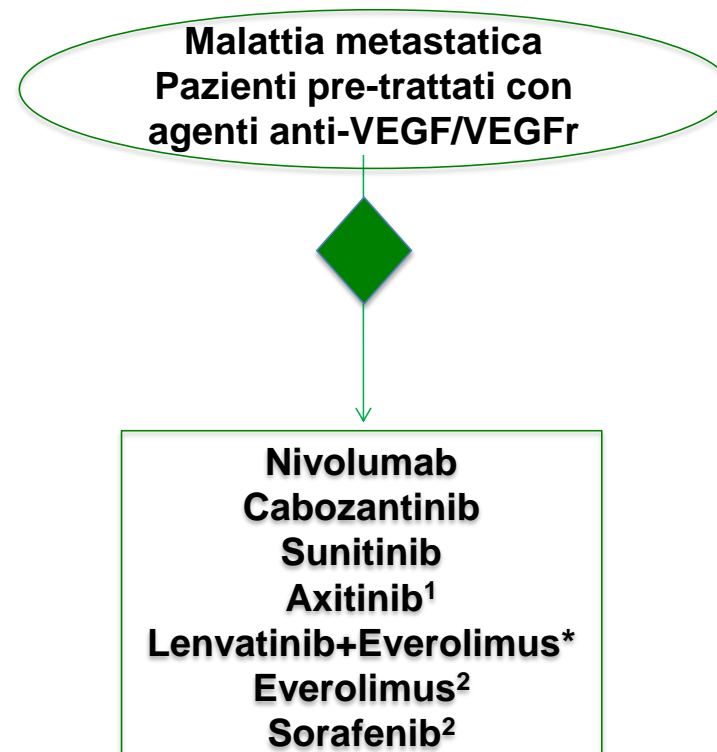 Malattia metastatica
Pazienti pre-trattati con
agenti anti-VEGF/VEGFr
Nivolumab
Cabozantinib
Sunitinib
Axitinib¹
Lenvatinib+Everolimus*
Everolimus²
Sorafenib²